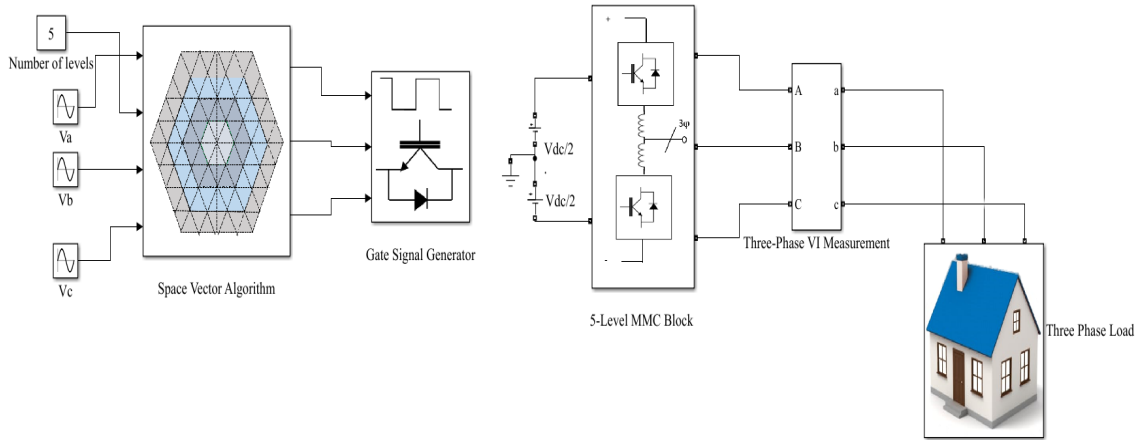 5
Number of levels
Va
Vb
Vc
Space Vector Algorithm
Gate Signal Generator
+
Vdc/2
+
Vdc/2
+
3φ
-
5-Level MMC Block
A
a
B
b
C
c
Three-Phase VI Measurement
Three Phase Load